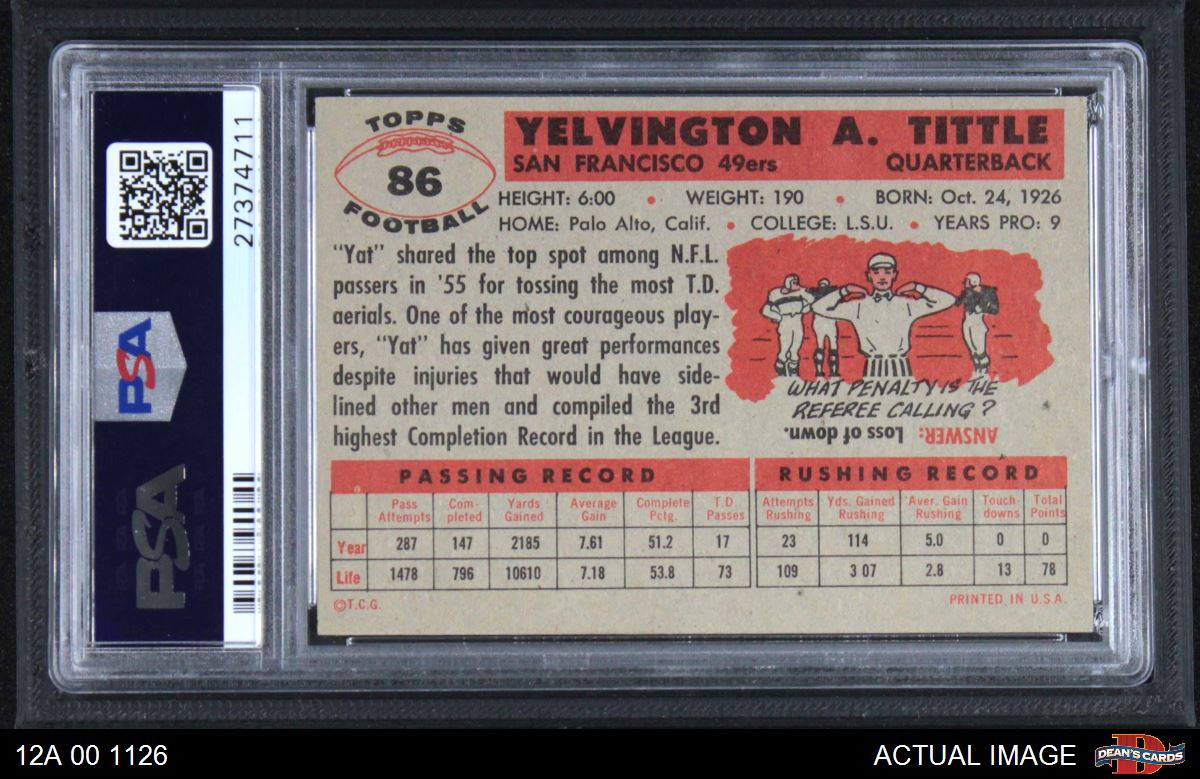 27374711
PSA
PSA
TOPPS
86
FOOTBALL
YELVINGTON A. TITTLE
SAN FRANCISCO 49ers QUARTERBACK
HEIGHT: 6:00 • WEIGHT: 190 • BORN: Oct. 24, 1926
HOME: Palo Alto, Calif. • COLLEGE: L.S.U. • YEARS PRO: 9
"Yat" shared the top spot among N.F.L.
passers in '55 for tossing the most T.D.
aerials. One of the most courageous play-
ers, "Yat" has given great performances
despite injuries that would have side-
lined other men and compiled the 3rd
highest Completion Record in the League.
WHAT PENALTY IS THE
REFEREE CALLING?
ANSWER: Loss of down.
PASSING RECORD
Pass Attempts Com-pleted Yards Gained Average Gain Complete Pctg. T.D. Passes
Year 287 147 2185 7.61 51.2 17
Life 1478 796 10610 7.18 53.8 73
RUSHING RECORD
Attempts Rushing Yds. Gained Rushing Aver. Gain Rushing Touch-downs Total Points
23 114 5.0 0 0
109 3 07 2.8 13 78
©T.C.G. PRINTED IN U.S.A.
12A 00 1126 ACTUAL IMAGE DEAN'S CARDS